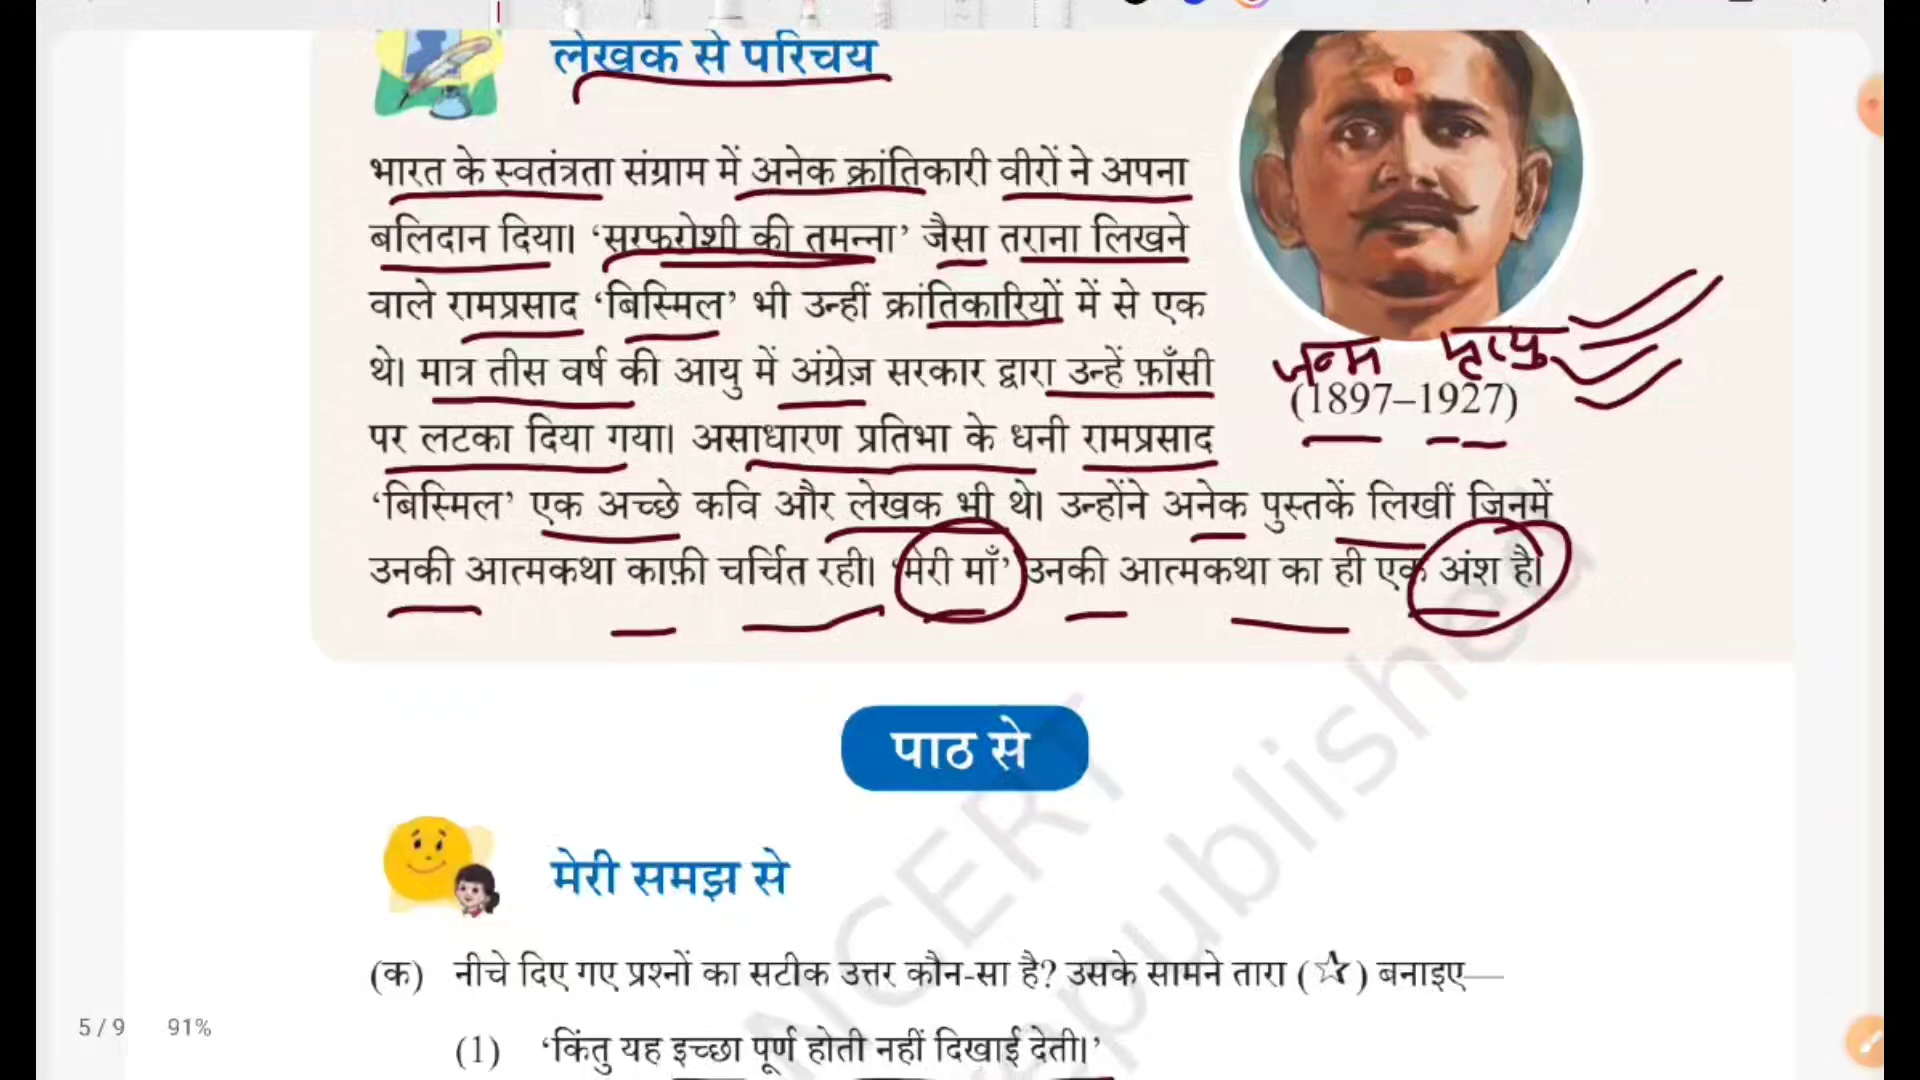 लेखक से परिचय
भारत के स्वतंत्रता संग्राम में अनेक क्रांतिकारी वीरों ने अपना
बलिदान दिया। ‘सरफरोशी की तमन्ना’ जैसा तराना लिखने
वाले रामप्रसाद ‘बिस्मिल’ भी उन्हीं क्रांतिकारियों में से एक
थे। मात्र तीस वर्ष की आयु में अंग्रेज़ सरकार द्वारा उन्हें फ़ाँसी
पर लटका दिया गया। असाधारण प्रतिभा के धनी रामप्रसाद
‘बिस्मिल’ एक अच्छे कवि और लेखक भी थे। उन्होंने अनेक पुस्तकें लिखीं जिनमें
उनकी आत्मकथा काफ़ी चर्चित रही। ‘मेरी माँ’ उनकी आत्मकथा का ही एक अंश है।
जन्म मृत्यु
(1897–1927)
पाठ से
मेरी समझ से
(क) नीचे दिए गए प्रश्नों का सटीक उत्तर कौन-सा है? उसके सामने तारा (☆) बनाइए—
(1) ‘किंतु यह इच्छा पूर्ण होती नहीं दिखाई देती।’
5 / 9 91%
NCERT
republished